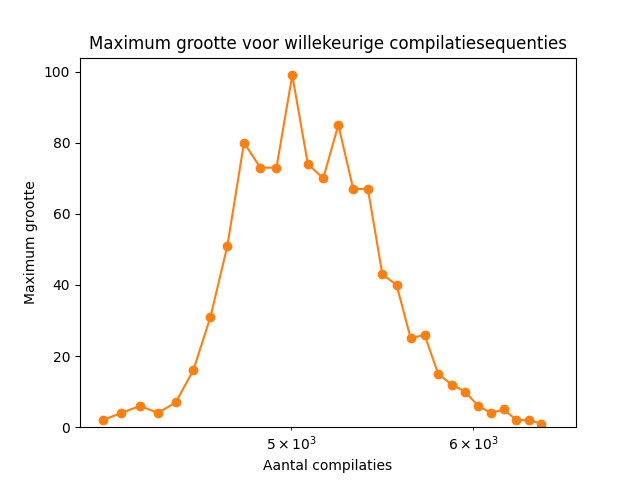 Maximum grootte voor willekeurige compilatiesequenties
Maximum grootte
100
80
60
40
20
0
5 × 10³
6 × 10³
Aantal compilaties